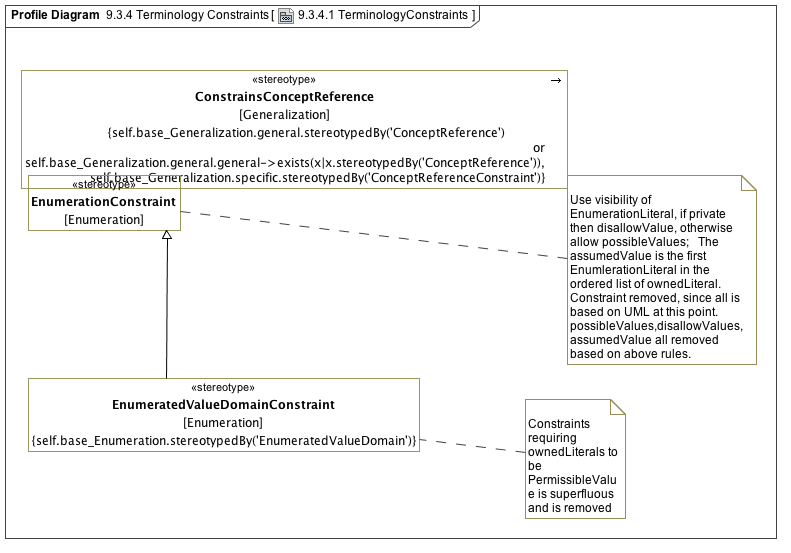 Profile Diagram 9.3.4 Terminology Constraints [ 9.3.4.1 TerminologyConstraints ]
«stereotype» →
ConstrainsConceptReference
[Generalization]
{self.base_Generalization.general.stereotypedBy('ConceptReference')
or
self.base_Generalization.general.general->exists(x|x.stereotypedBy('ConceptReference')),
self.base_Generalization.specific.stereotypedBy('ConceptReferenceConstraint')}
«stereotype»
EnumerationConstraint
[Enumeration]
Use visibility of
EnumerationLiteral, if private
then disallowValue, otherwise
allow possibleValues; The
assumedValue is the first
EnumlerationLiteral in the
ordered list of ownedLiteral.
Constraint removed, since all is
based on UML at this point.
possibleValues,disallowValues,
assumedValue all removed
based on above rules.
«stereotype»
EnumeratedValueDomainConstraint
[Enumeration]
{self.base_Enumeration.stereotypedBy('EnumeratedValueDomain')}
Constraints
requiring
ownedLiterals to
be
PermissibleValu
e is superfluous
and is removed